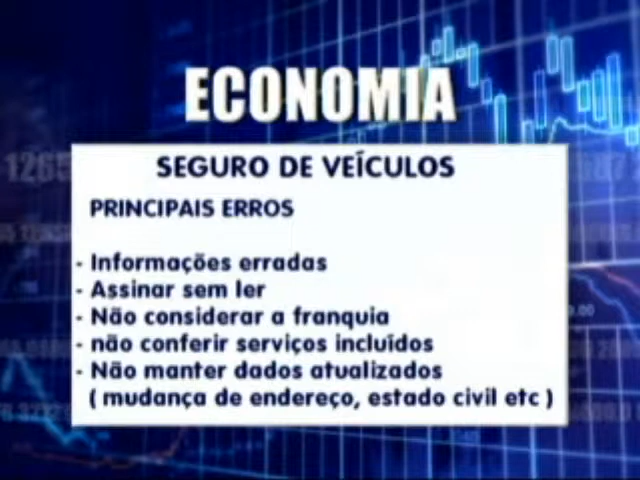 ECONOMIA
SEGURO DE VEÍCULOS
PRINCIPAIS ERROS
- Informações erradas
- Assinar sem ler
- Não considerar a franquia
- não conferir serviços incluídos
- Não manter dados atualizados
( mudança de endereço, estado civil etc )